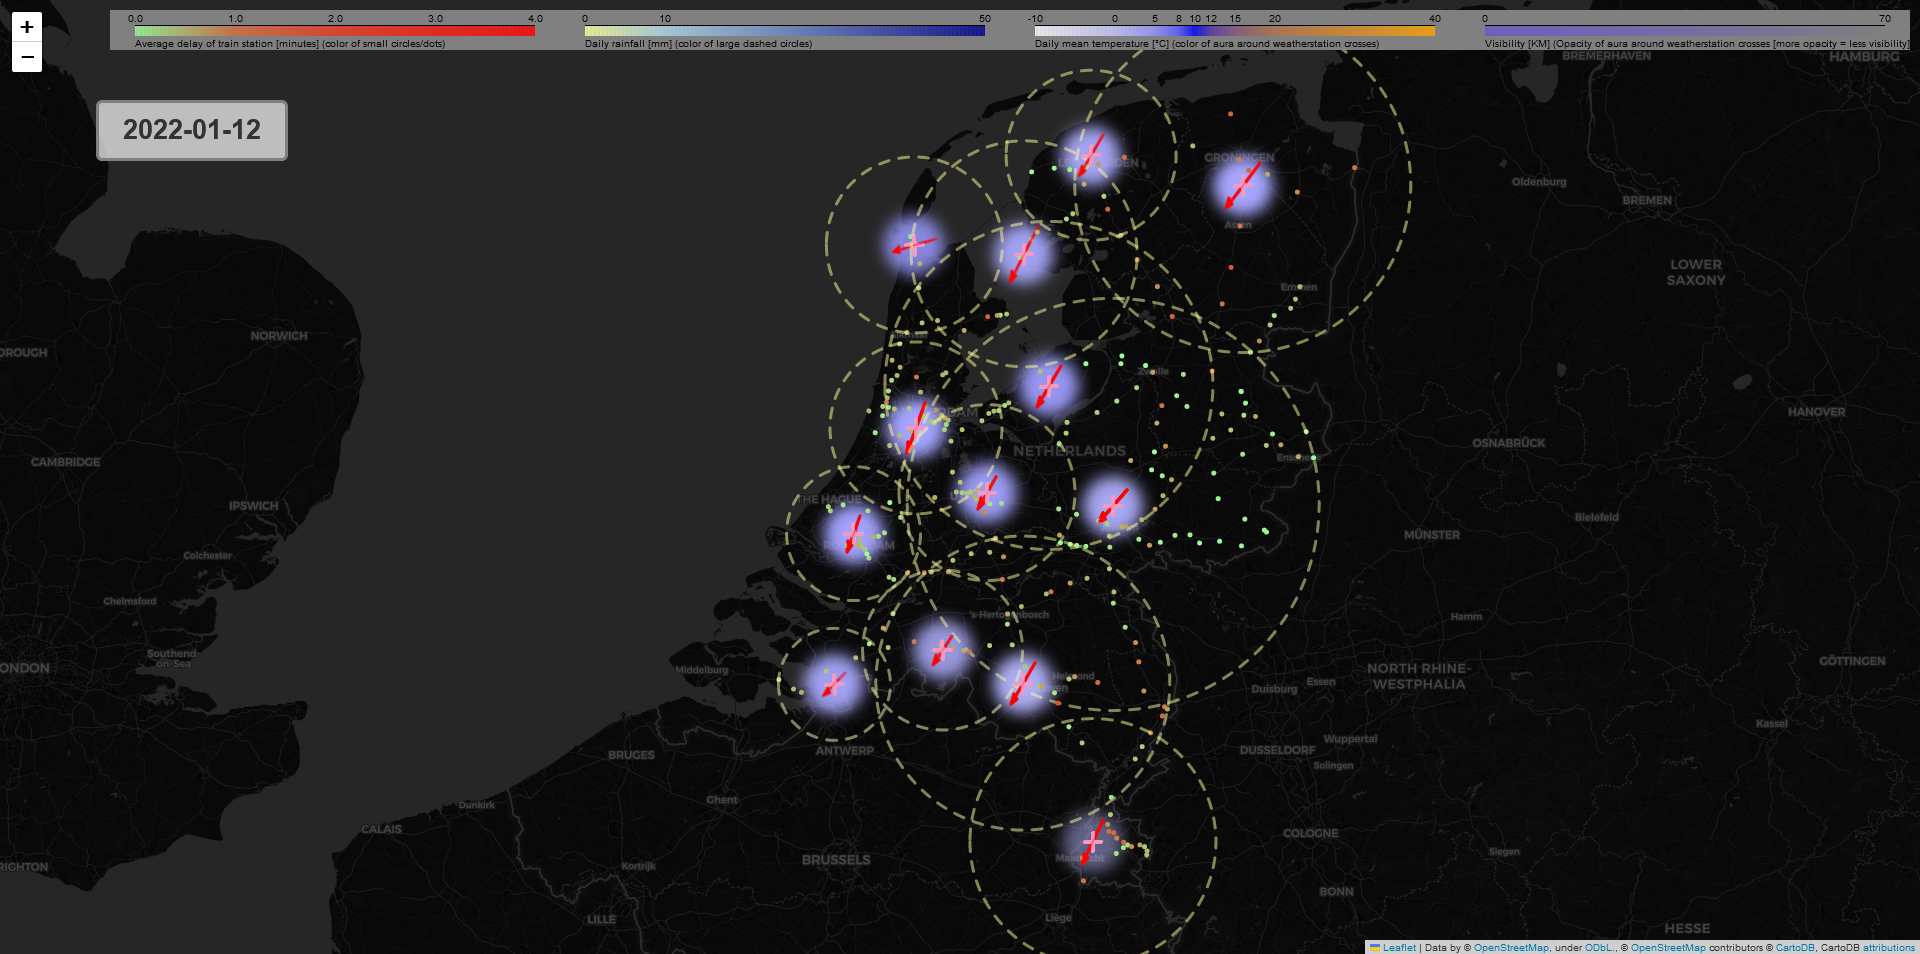 +
−
0.0 1.0 2.0 3.0 4.0
Average delay of train station [minutes] (color of small circles/dots)
0 10 50
Daily rainfall [mm] (color of large dashed circles)
-10 0 5 8 10 12 15 20 40
Daily mean temperature [°C] (color of aura around weatherstation crosses)
0 70
Visibility [KM] (Opacity of aura around weatherstation crosses [more opacity = less visibility]
2022-01-12
BREMERHAVEN
HAMBURG
GRONINGEN
Oldenburg
BREMEN
Assen
LOWER
SAXONY
Emmen
NORWICH
OROUGH
Zwolle
HANOVER
OSNABRÜCK
NETHERLANDS
CAMBRIDGE
THE HAGUE
IPSWICH
Bielefeld
MÜNSTER
Colchester
Chelmsford
's-Hertogenbosch
Hamm
Southend-
on Sea
ONDON
Middelburg
NORTH RHINE-
WESTPHALIA
GÖTTINGEN
Essen
Duisburg
Kassel
BRUGES
ANTWERP
DUSSELDORF
Wuppertal
Solingen
Ghent
Dunkirk
CALAIS
COLOGNE
BRUSSELS
Maastricht
Siegen
Kortrijk
RIGHTON
BONN
LILLE
Liège
HESSE
Leaflet | Data by © OpenStreetMap, under ODbL., © OpenStreetMap contributors © CartoDB, CartoDB attributions